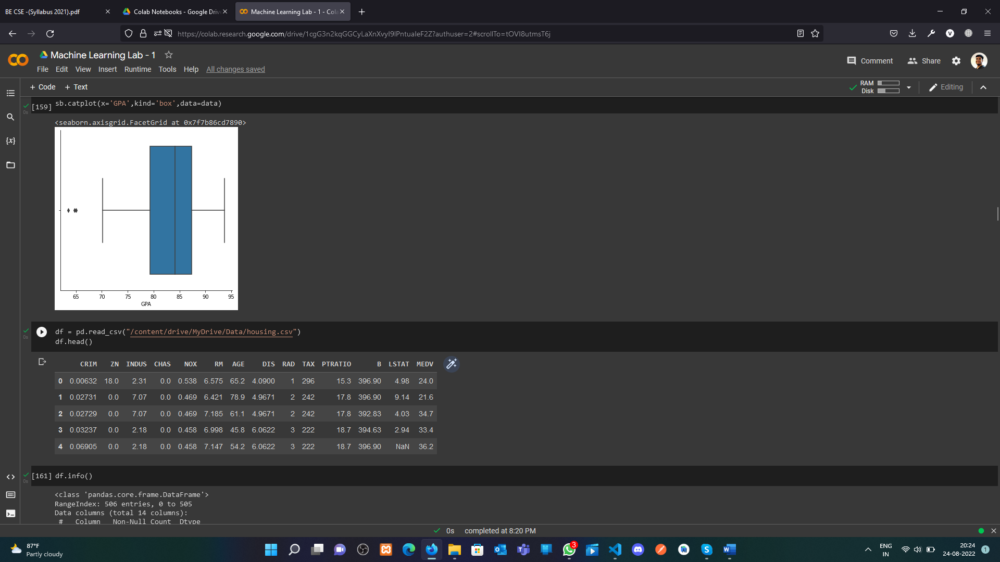 BE CSE -(Syllabus 2021).pdf
Colab Notebooks - Google Drive
Machine Learning Lab - 1 - Cola
https://colab.research.google.com/drive/1cgG3n2kqGGCyLaXnXvyI9lPntuaIeF2Z?authuser=2#scrollTo=tOVI8utmsT6j
Machine Learning Lab - 1
File Edit View Insert Runtime Tools Help All changes saved
Comment Share
+ Code + Text
RAM
Disk
Editing
{x}
[159] sb.catplot(x='GPA',kind='box',data=data)
0s
<seaborn.axisgrid.FacetGrid at 0x7f7b86cd7890>
65 70 75 80 85 90 95
GPA
df = pd.read_csv("/content/drive/MyDrive/Data/housing.csv")
0s
df.head()
CRIM ZN INDUS CHAS NOX RM AGE DIS RAD TAX PTRATIO B LSTAT MEDV
0 0.00632 18.0 2.31 0.0 0.538 6.575 65.2 4.0900 1 296 15.3 396.90 4.98 24.0
1 0.02731 0.0 7.07 0.0 0.469 6.421 78.9 4.9671 2 242 17.8 396.90 9.14 21.6
2 0.02729 0.0 7.07 0.0 0.469 7.185 61.1 4.9671 2 242 17.8 392.83 4.03 34.7
3 0.03237 0.0 2.18 0.0 0.458 6.998 45.8 6.0622 3 222 18.7 394.63 2.94 33.4
4 0.06905 0.0 2.18 0.0 0.458 7.147 54.2 6.0622 3 222 18.7 396.90 NaN 36.2
[161] df.info()
0s
<class 'pandas.core.frame.DataFrame'>
RangeIndex: 506 entries, 0 to 505
Data columns (total 14 columns):
# Column Non-Null Count Dtype
0s completed at 8:20 PM
87°F
Partly cloudy
3
ENG
IN
20:24
24-08-2022
1